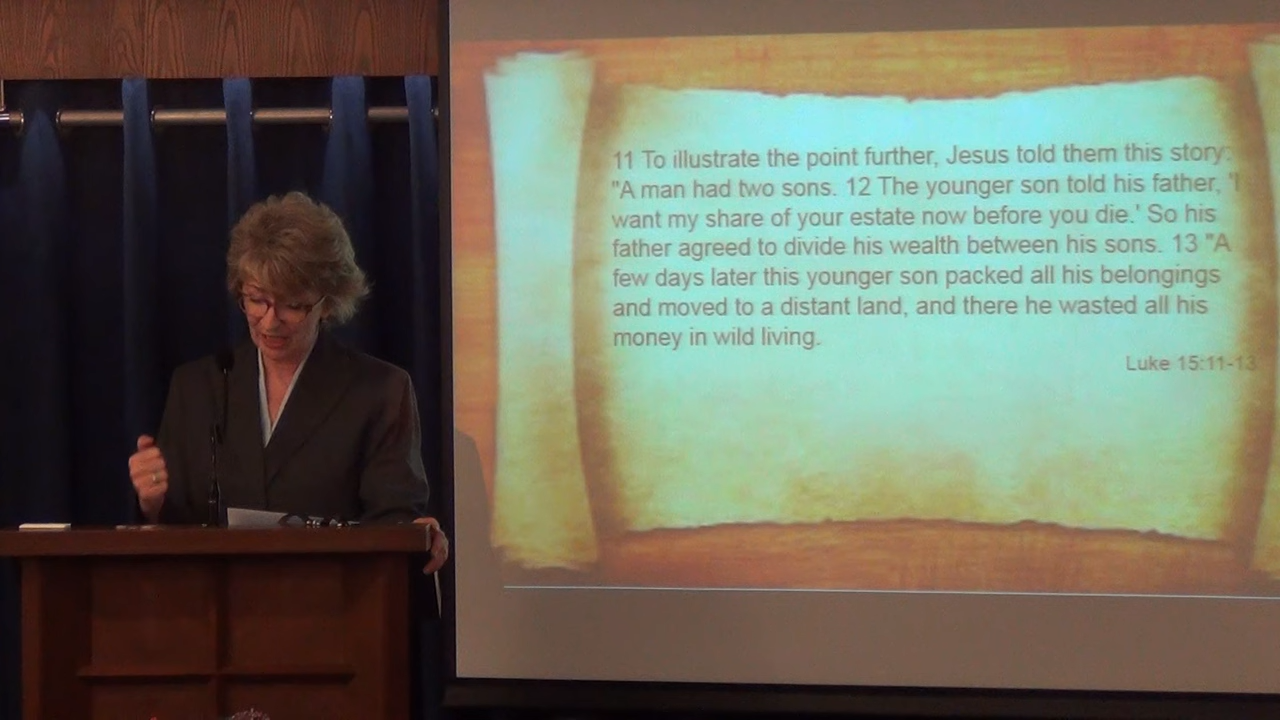 11 To illustrate the point further, Jesus told them this story:
"A man had two sons. 12 The younger son told his father, 'I
want my share of your estate now before you die.' So his
father agreed to divide his wealth between his sons. 13 "A
few days later this younger son packed all his belongings
and moved to a distant land, and there he wasted all his
money in wild living.
Luke 15:11-13